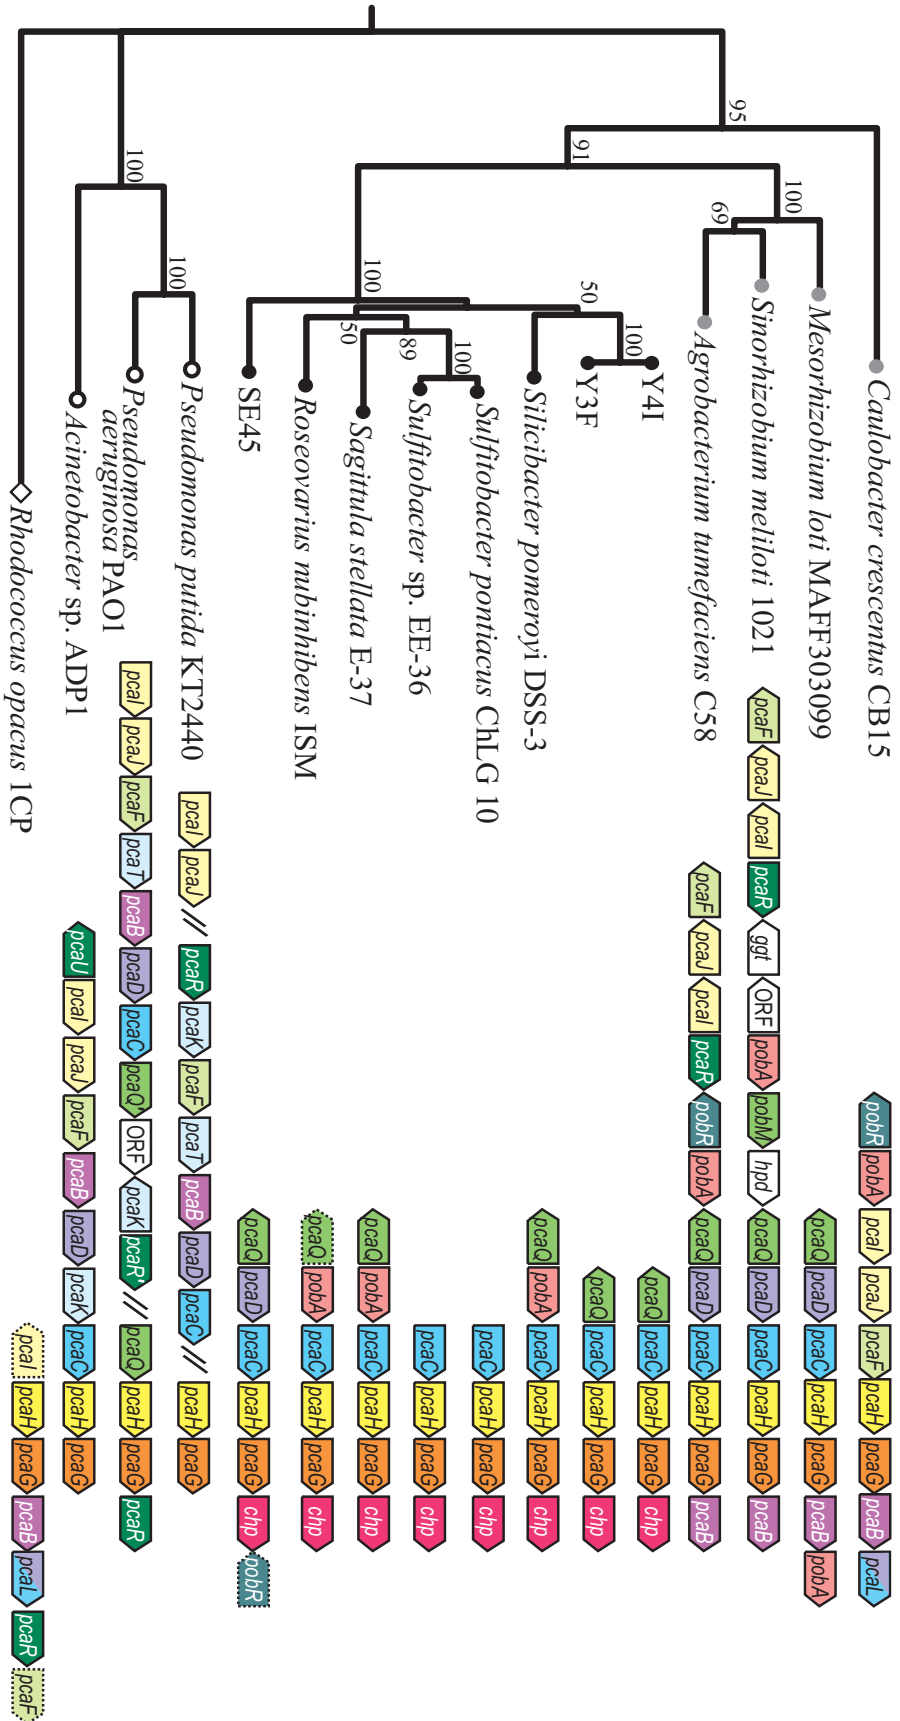 Caulobacter crescentus CB15 pobR pobA pcaI pcaJ pcaF pcaH pcaG pcaB pcaL
95
Mesorhizobium loti MAFF303099 pcaQ pcaD pcaC pcaH pcaG pcaB pobA
100
Sinorhizobium meliloti 1021 pcaF pcaJ pcaI pcaR ggt ORF pobA pobM hpd pcaQ pcaD pcaC pcaH pcaG pcaB
69
Agrobacterium tumefaciens C58 pcaF pcaJ pcaI pcaR pobR pobA pcaQ pcaD pcaC pcaH pcaG pcaB
Y4I pcaQ pcaC pcaH pcaG chp
100
Y3F pcaQ pcaC pcaH pcaG chp
91
50
Silicibacter pomeroyi DSS-3 pcaQ pobA pcaC pcaH pcaG chp
Sulfitobacter pontiacus ChLG 10 pcaC pcaH pcaG chp
100
Sulfitobacter sp. EE-36 pcaC pcaH pcaG chp
89
Sagittula stellata E-37 pcaQ pobA pcaC pcaH pcaG chp
100
50
Roseovarius nubinhibens ISM pcaQ pobA pcaC pcaH pcaG chp
SE45 pcaQ pcaD pcaC pcaH pcaG chp pobR
Pseudomonas putida KT2440 pcaI pcaJ // pcaR pcaK pcaF pcaT pcaB pcaD pcaC // pcaH pcaG
100
100
Pseudomonas
aeruginosa PAO1 pcaI pcaJ pcaF pcaT pcaB pcaD pcaC pcaQ' ORF pcaK pcaR' // pcaQ pcaH pcaG pcaR
Acinetobacter sp. ADP1 pcaU pcaI pcaJ pcaF pcaB pcaD pcaK pcaC pcaH pcaG
Rhodococcus opacus 1CP pcaI pcaH pcaG pcaB pcaL pcaR pcaF